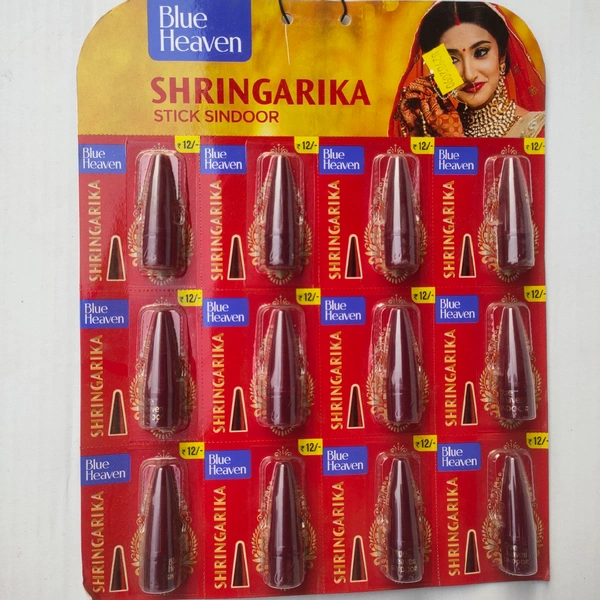 Blue
Heaven
SHRINGARIKA
STICK SINDOOR
Blue
Heaven
₹12/-
SHRINGARIKA
Blue
Heaven
₹12/-
SHRINGARIKA
Blue
Heaven
₹12/-
SHRINGARIKA
Blue
Heaven
₹12/-
SHRINGARIKA
Blue
Heaven
₹12/-
SHRINGARIKA
Blue
Heaven
₹12/-
SHRINGARIKA
Blue
Heaven
₹12/-
SHRINGARIKA
Blue
Heaven
₹12/-
SHRINGARIKA
Blue
Heaven
₹12/-
SHRINGARIKA
Blue
Heaven
₹12/-
SHRINGARIKA
Blue
Heaven
₹12/-
SHRINGARIKA
Blue
Heaven
₹12/-
SHRINGARIKA